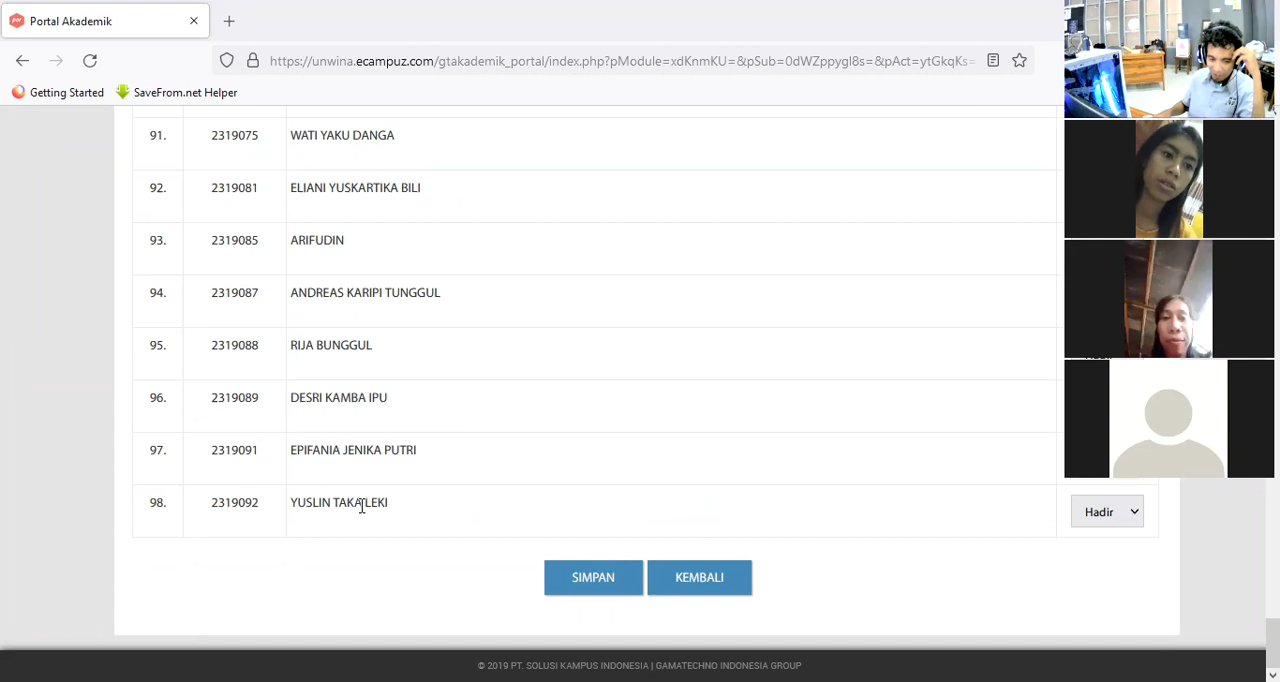 Portal Akademik
https://unwina.ecampuz.com/gtakademik_portal/index.php?pModule=xdKnmKU=&pSub=0dWZppygl8s=&pAct=ytGkqKs=
Getting Started SaveFrom.net Helper
91. 2319075 WATI YAKU DANGA
92. 2319081 ELIANI YUSKARTIKA BILI
93. 2319085 ARIFUDIN
94. 2319087 ANDREAS KARIPI TUNGGUL
95. 2319088 RIJA BUNGGUL
96. 2319089 DESRI KAMBA IPU
97. 2319091 EPIFANIA JENIKA PUTRI
98. 2319092 YUSLIN TAKA LEKI Hadir
SIMPAN KEMBALI
© 2019 PT. SOLUSI KAMPUS INDONESIA | GAMATECHNO INDONESIA GROUP